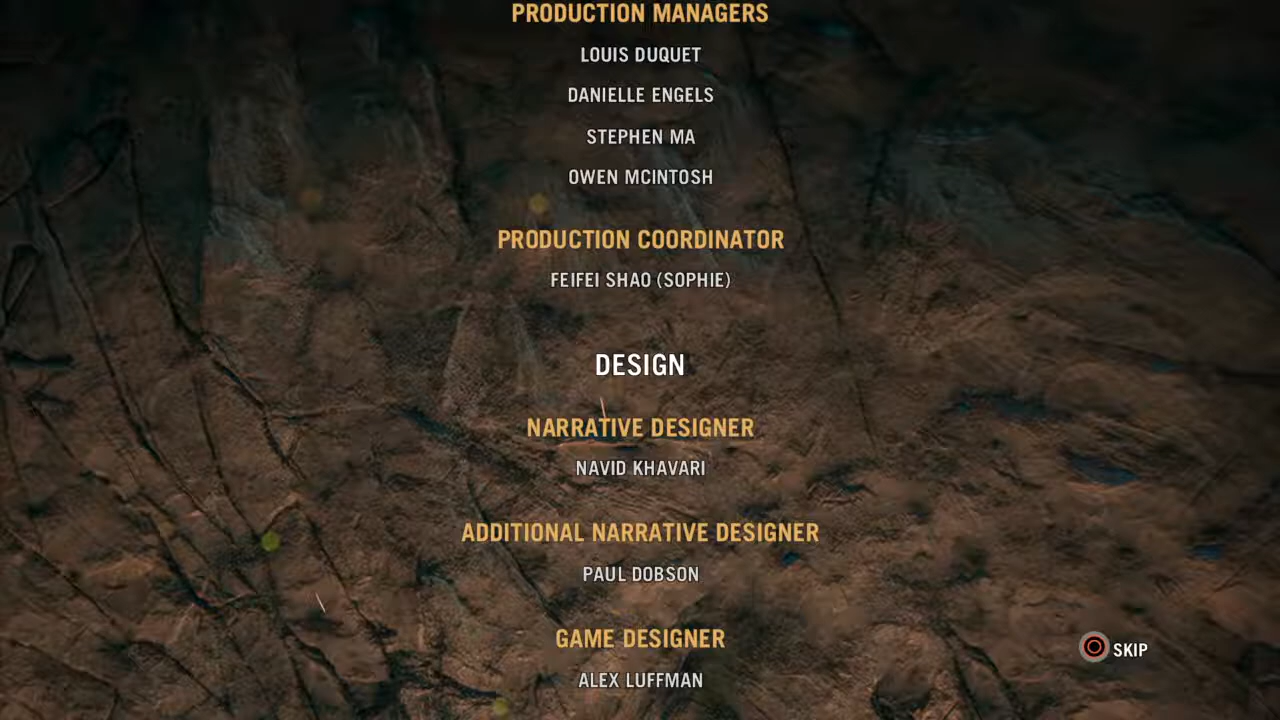 PRODUCTION MANAGERS
LOUIS DUQUET
DANIELLE ENGELS
STEPHEN MA
OWEN MCINTOSH
PRODUCTION COORDINATOR
FEIFEI SHAO (SOPHIE)
DESIGN
NARRATIVE DESIGNER
NAVID KHAVARI
ADDITIONAL NARRATIVE DESIGNER
PAUL DOBSON
GAME DESIGNER
SKIP
ALEX LUFFMAN